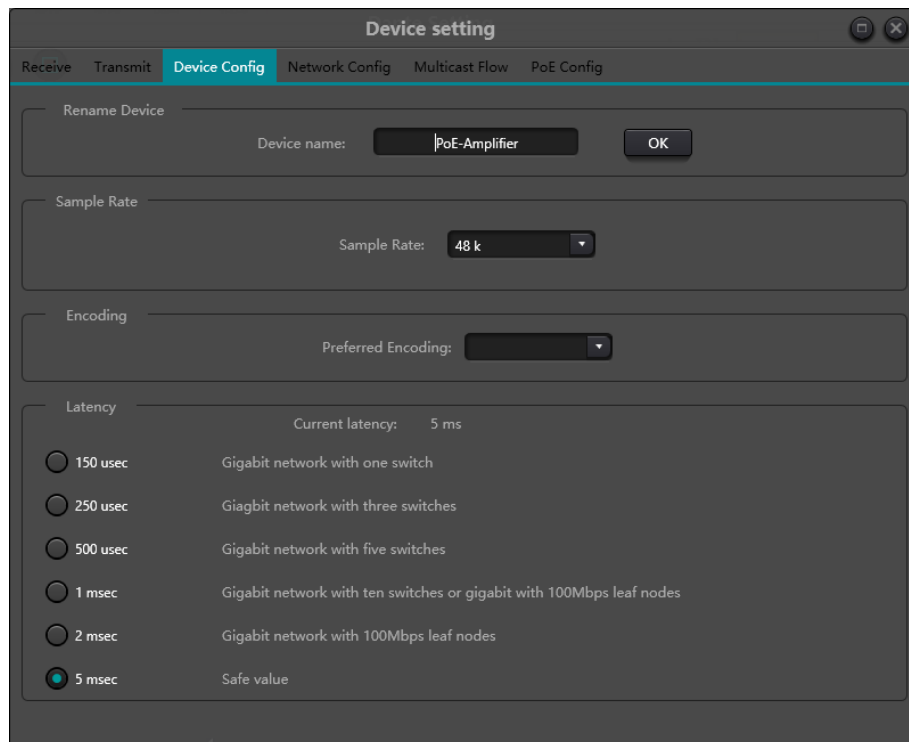 Device setting
Receive Transmit Device Config Network Config Multicast Flow PoE Config
Rename Device
Device name: PoE-Amplifier OK
Sample Rate
Sample Rate: 48 k
Encoding
Preferred Encoding:
Latency
Current latency: 5 ms
150 usec Gigabit network with one switch
250 usec Giagbit network with three switches
500 usec Gigabit network with five switches
1 msec Gigabit network with ten switches or gigabit with 100Mbps leaf nodes
2 msec Gigabit network with 100Mbps leaf nodes
5 msec Safe value